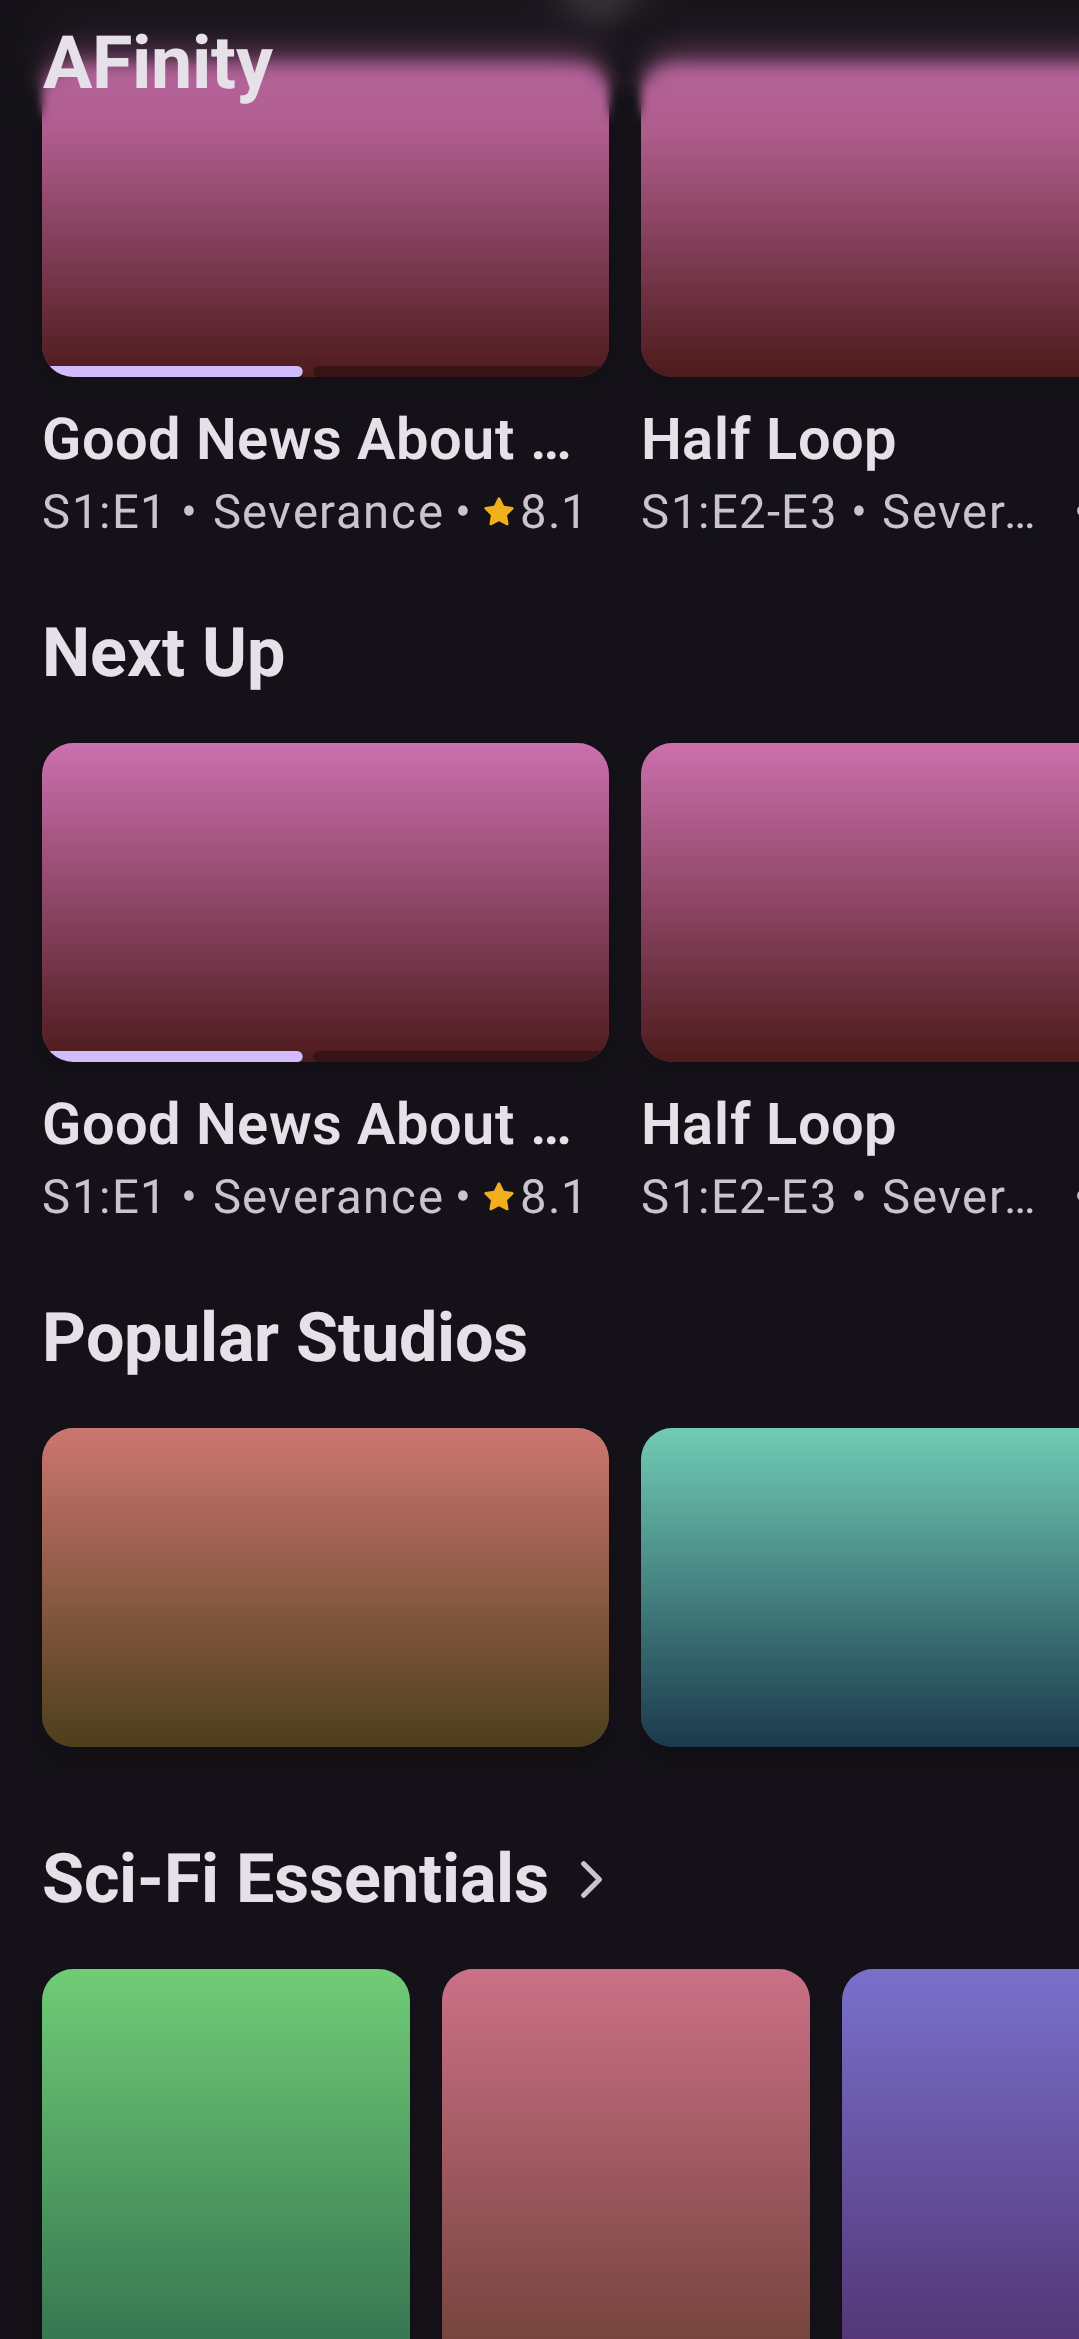 AFinity
Good News About ...
Half Loop
S1:E1 • Severance • ★8.1
S1:E2-E3 • Sever... •
Next Up
Good News About ...
Half Loop
S1:E1 • Severance • ★8.1
S1:E2-E3 • Sever... •
Popular Studios
Sci-Fi Essentials >